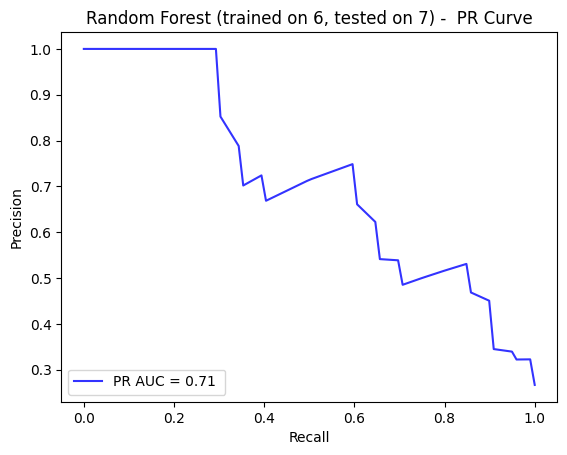 Random Forest (trained on 6, tested on 7) -  PR Curve
1.0
0.9
0.8
0.7
0.6
0.5
0.4
0.3
Precision
PR AUC = 0.71
0.0 0.2 0.4 0.6 0.8 1.0
Recall